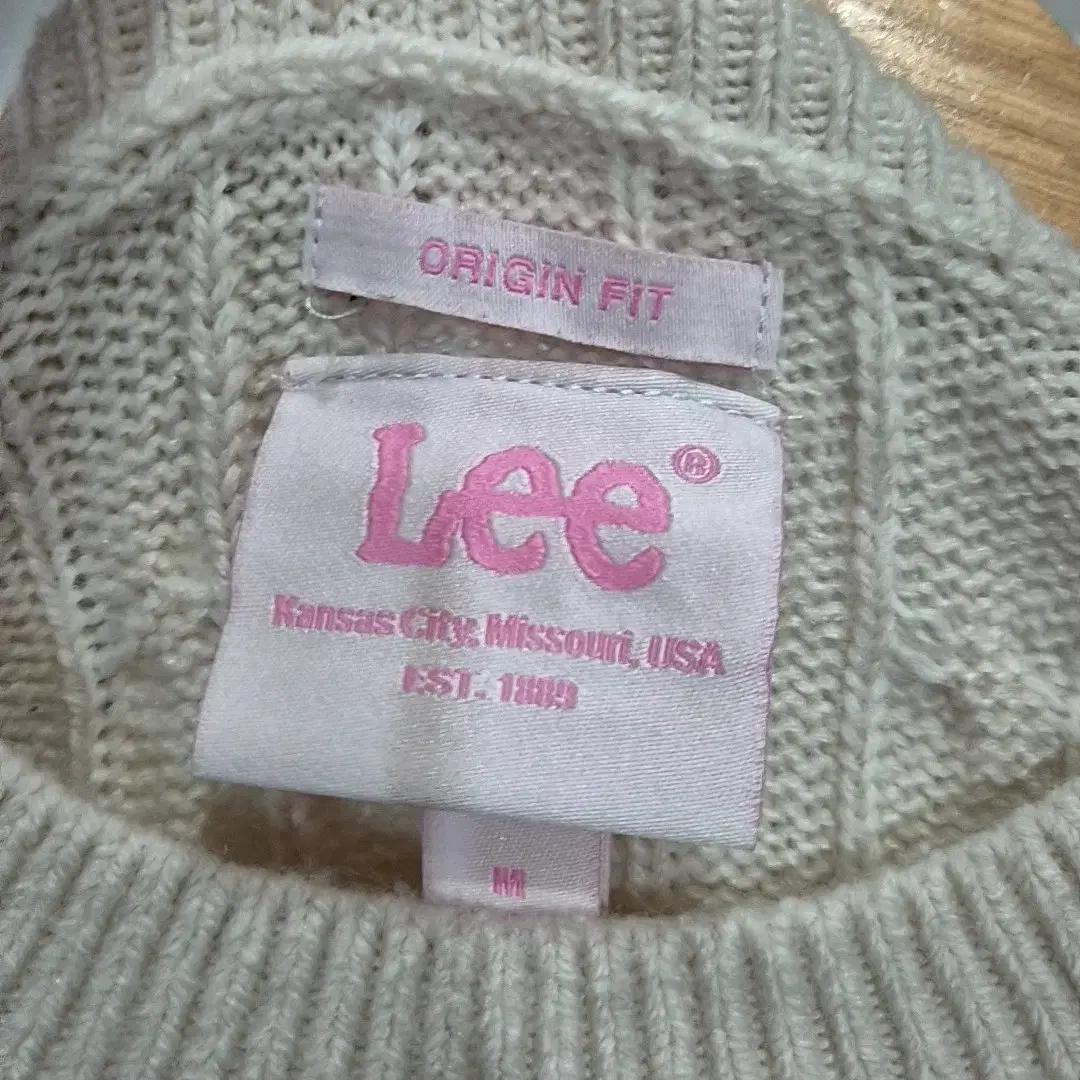 ORIGIN FIT
Lee®
Kansas City, Missouri, USA
EST. 1889
M